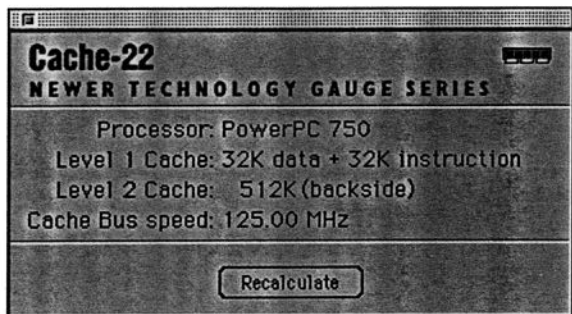 Cache-22
NEWER TECHNOLOGY GAUGE SERIES
Processor: PowerPC 750
Level 1 Cache: 32K data + 32K instruction
Level 2 Cache: 512K (backside)
Cache Bus speed: 125.00 MHz
Recalculate